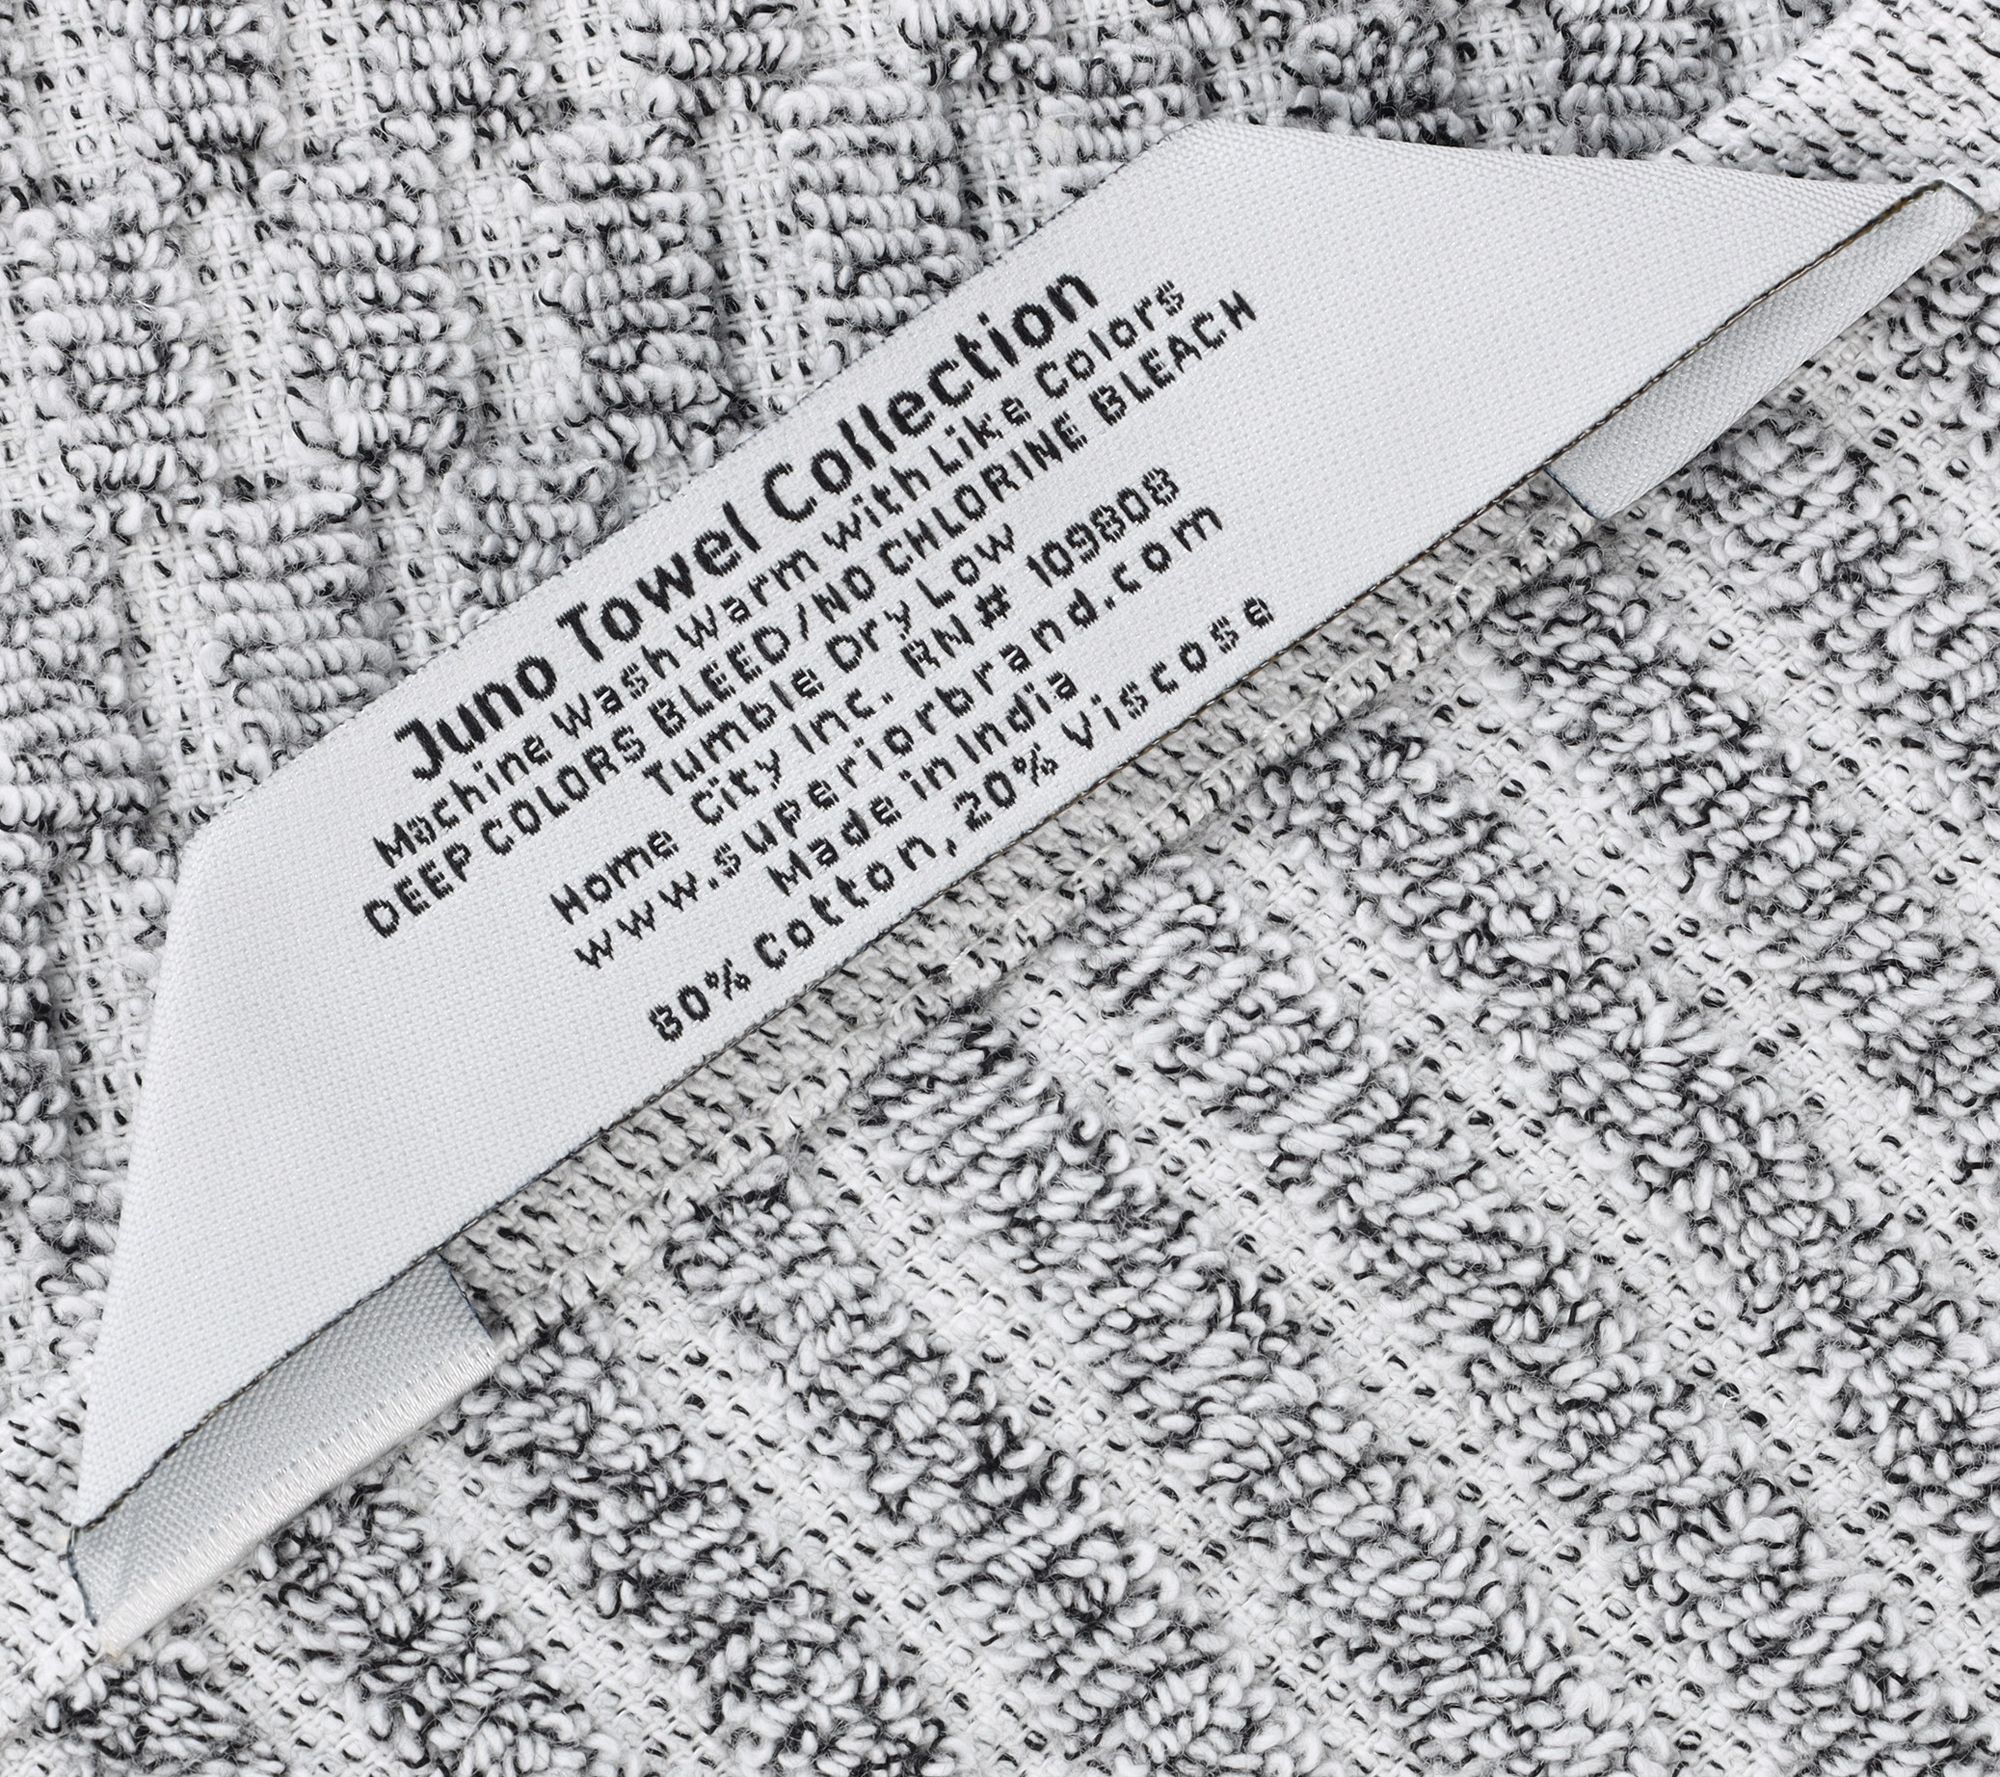 Juno Towel Collection
Machine Wash Warm with Like Colors
DEEP COLORS BLEED/NO CHLORINE BLEACH
Tumble Dry Low
Home City Inc. RN# 109808
www.superiorbrand.com
Made in India
80% Cotton, 20% Viscose